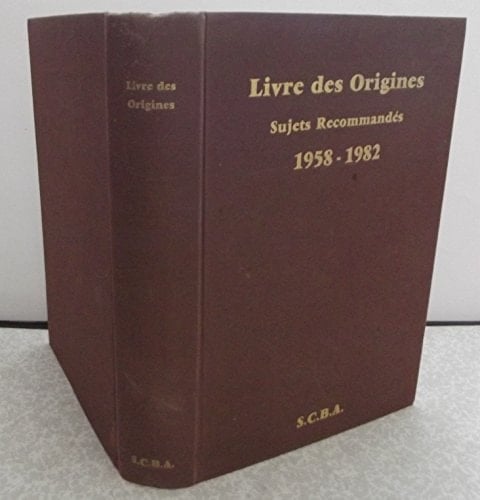 Livre des
Origines
S.C.B.A.
Livre des Origines
Sujets Recommandés
1958 - 1982
S.C.B.A.